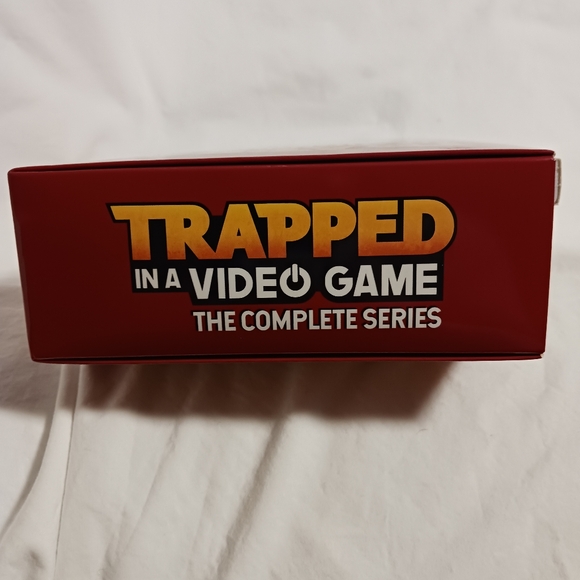 TRAPPED
IN A VIDEO GAME
THE COMPLETE SERIES